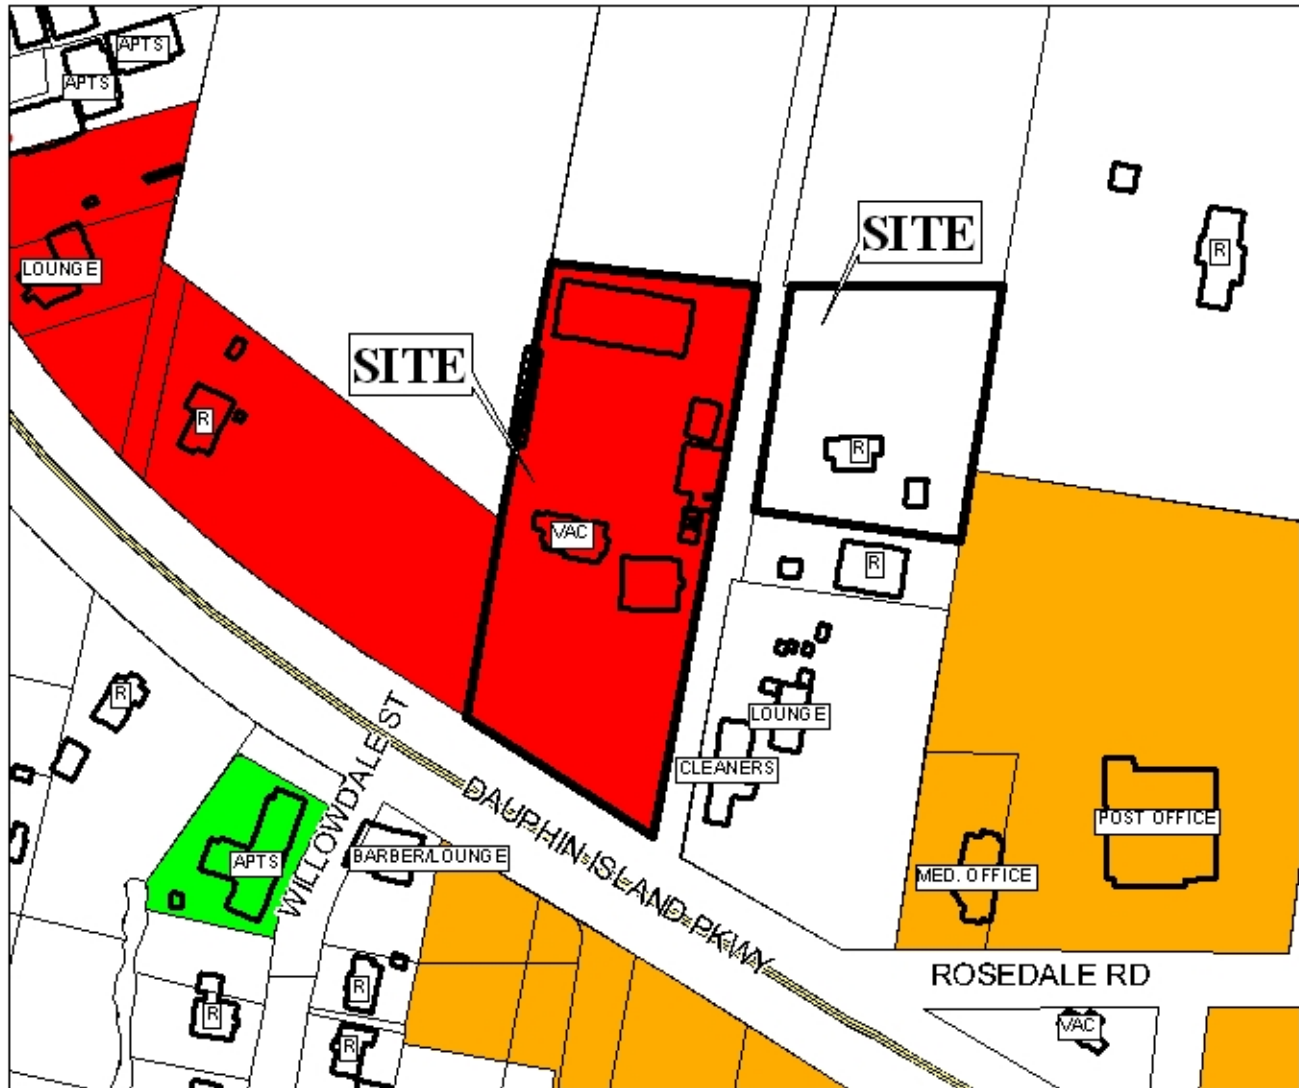 APTS
APTS
SITE
R
LOUNGE
SITE
R
R
VAC
R
R
LOUNGE
WILLOWDALE ST
CLEANERS
DAUPHIN ISLAND PKWY
POST OFFICE
BARBER/LOUNGE
APTS
MED. OFFICE
ROSEDALE RD
R
R
VAC
R